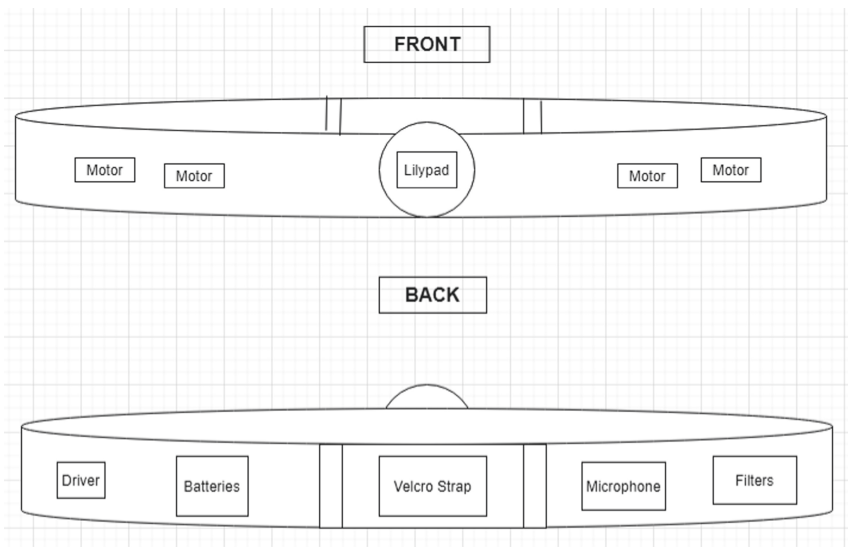 FRONT
Motor
Motor
Lilypad
Motor
Motor
BACK
Driver
Batteries
Velcro Strap
Microphone
Filters